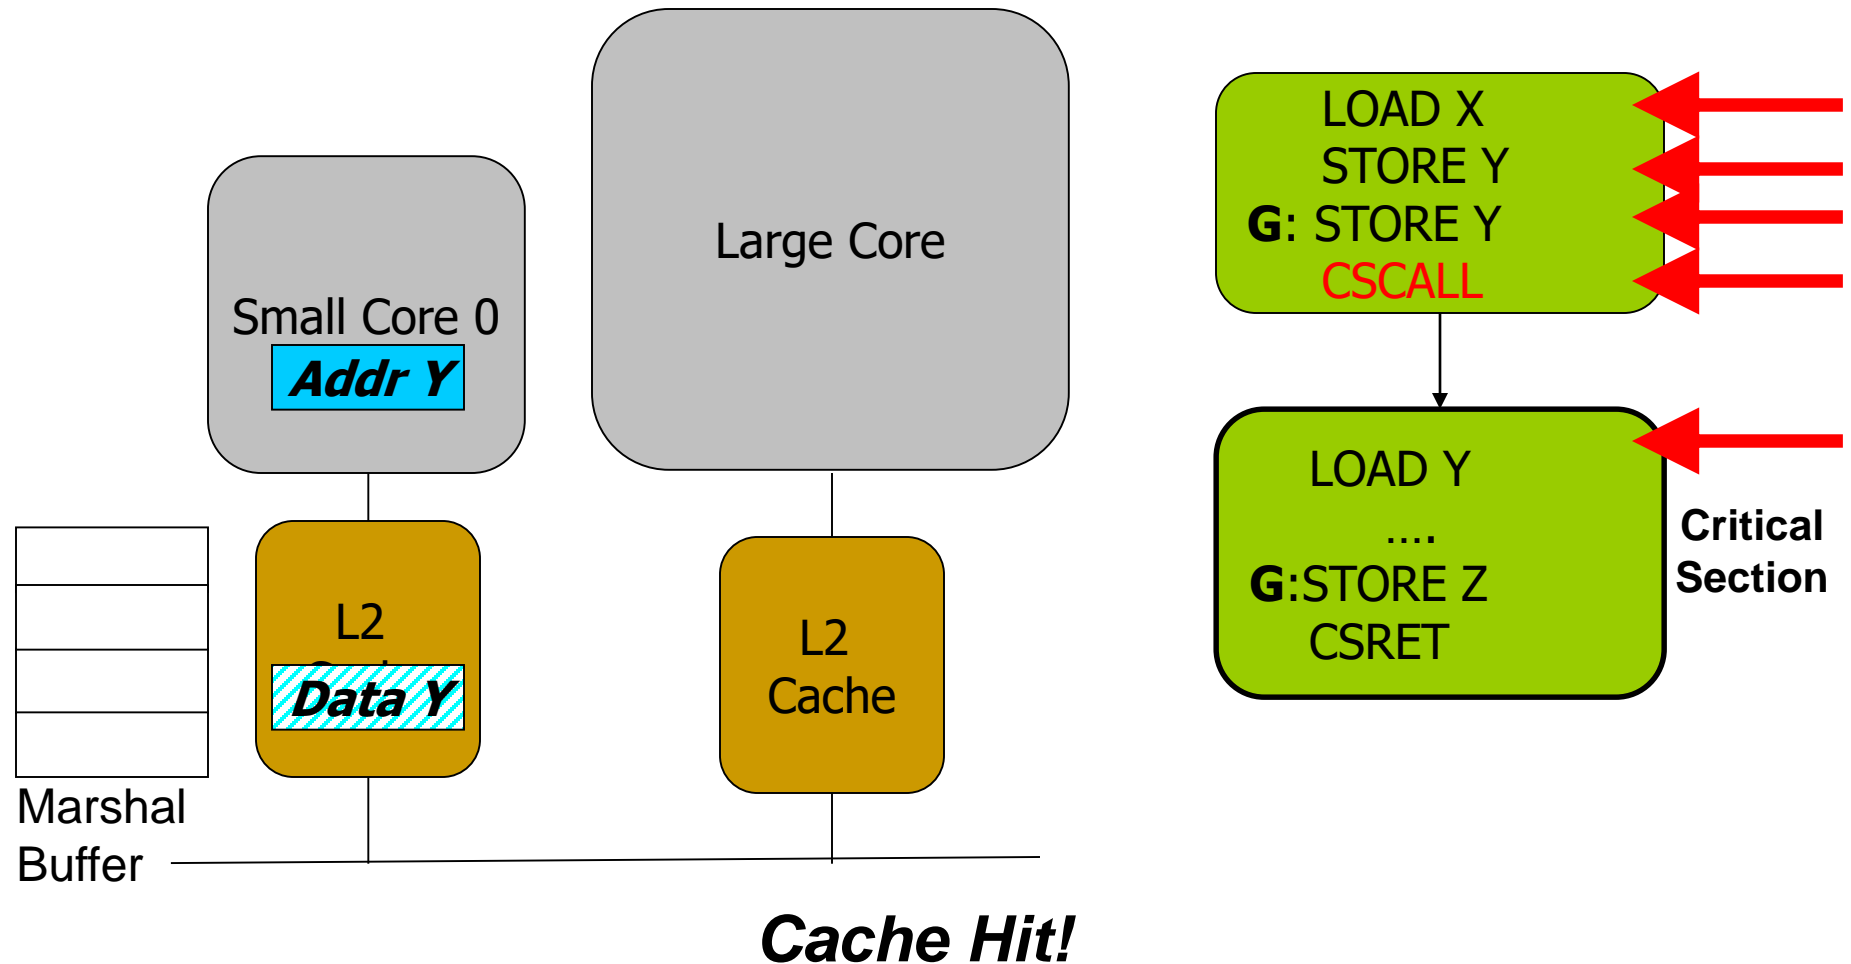 Small Core 0
Addr Y
Large Core
L2
Data Y
L2
Cache
Marshal
Buffer
Cache Hit!
LOAD X
STORE Y
G: STORE Y
CSCALL
LOAD Y
....
G:STORE Z
CSRET
Critical
Section